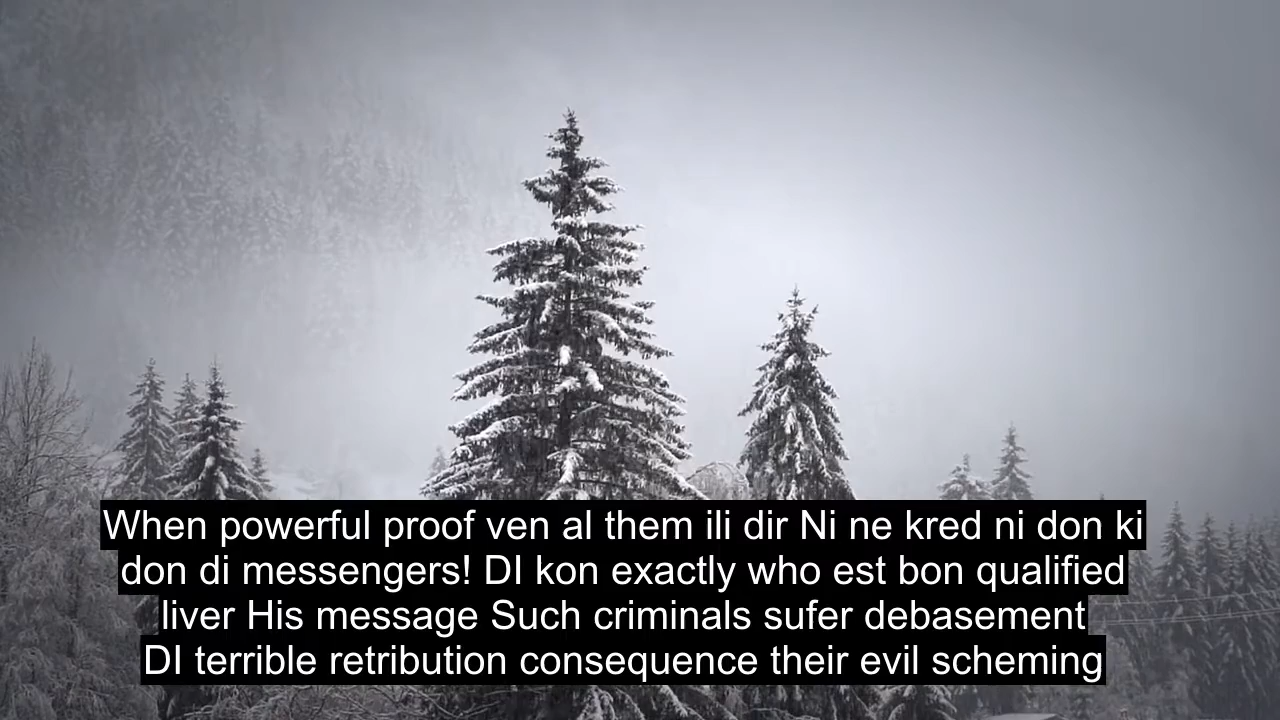 When powerful proof ven al them ili dir Ni ne kred ni don ki
don di messengers! DI kon exactly who est bon qualified
liver His message Such criminals sufer debasement
DI terrible retribution consequence their evil scheming